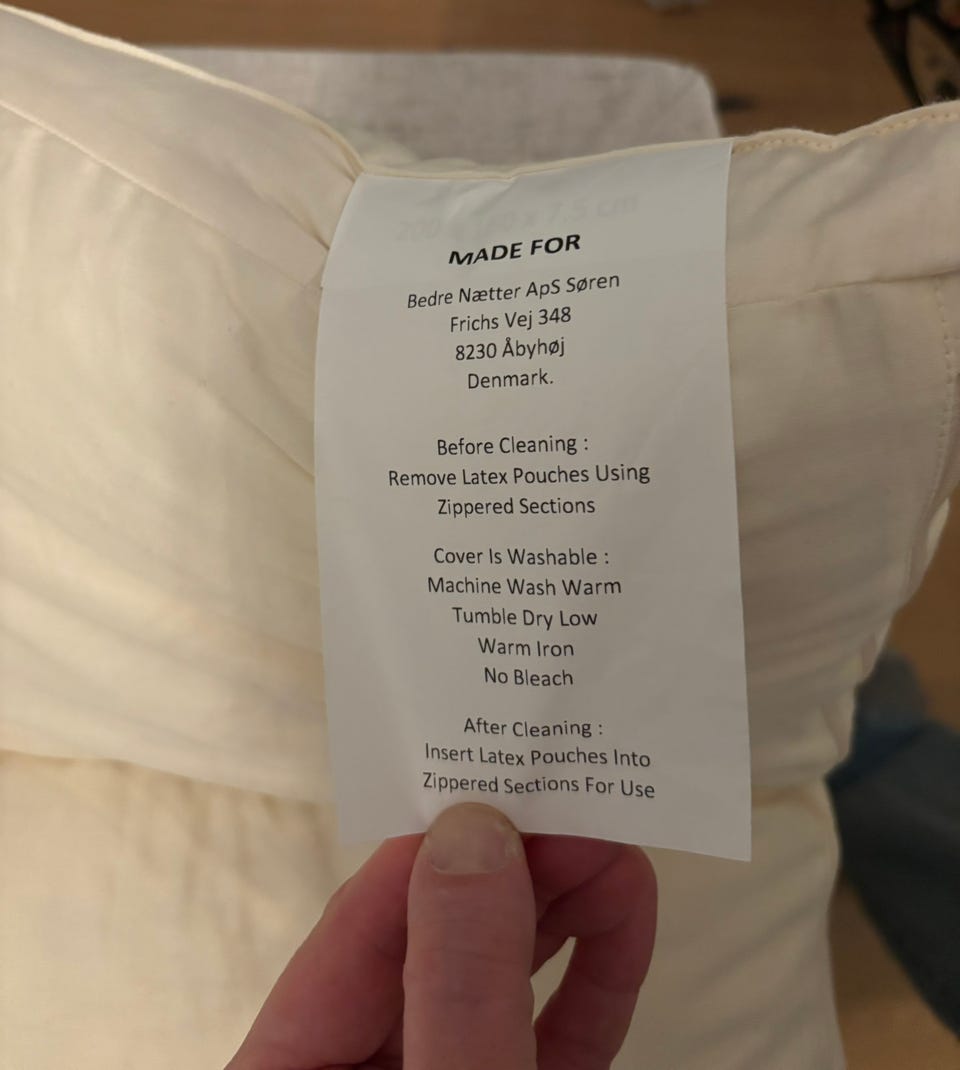 MADE FOR
Bedre Nætter ApS Søren
Frichs Vej 348
8230 Åbyhøj
Denmark.
Before Cleaning :
Remove Latex Pouches Using
Zippered Sections
Cover Is Washable :
Machine Wash Warm
Tumble Dry Low
Warm Iron
No Bleach
After Cleaning :
Insert Latex Pouches Into
Zippered Sections For Use